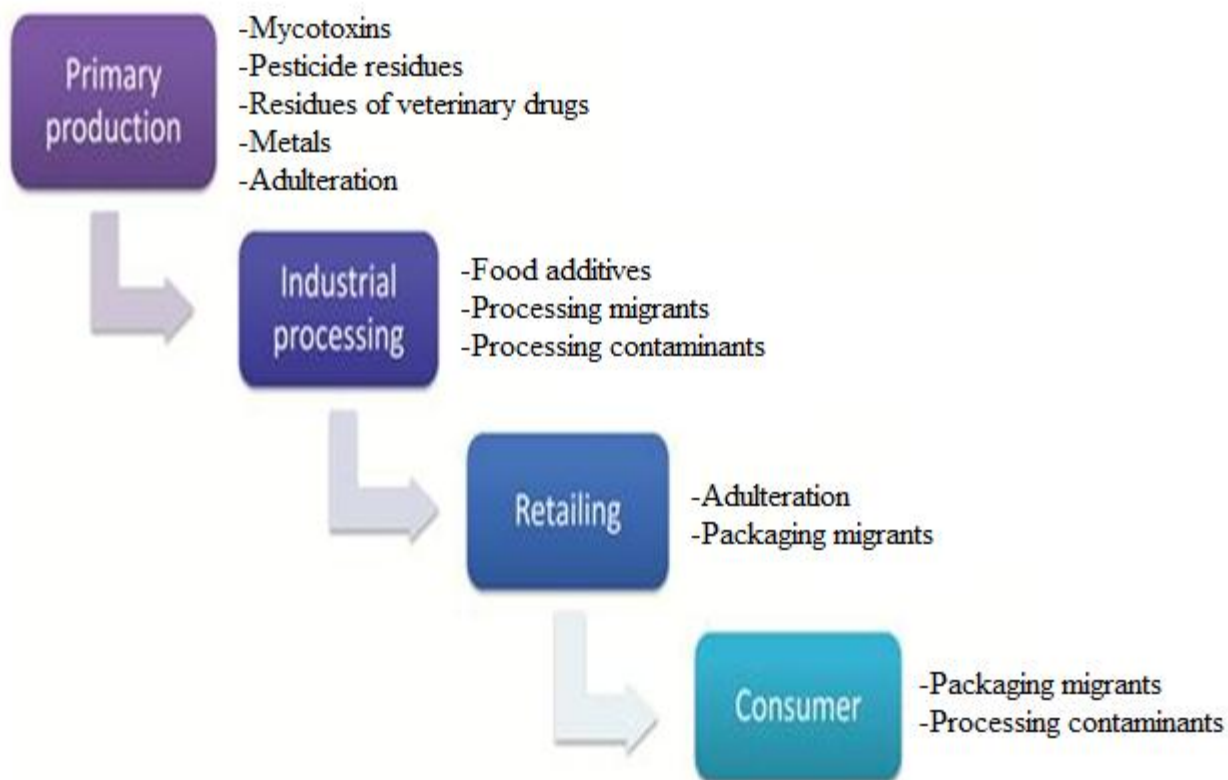 Primary
production
-Mycotoxins
-Pesticide residues
-Residues of veterinary drugs
-Metals
-Adulteration
Industrial
processing
-Food additives
-Processing migrants
-Processing contaminants
Retailing
-Adulteration
-Packaging migrants
Consumer
-Packaging migrants
-Processing contaminants